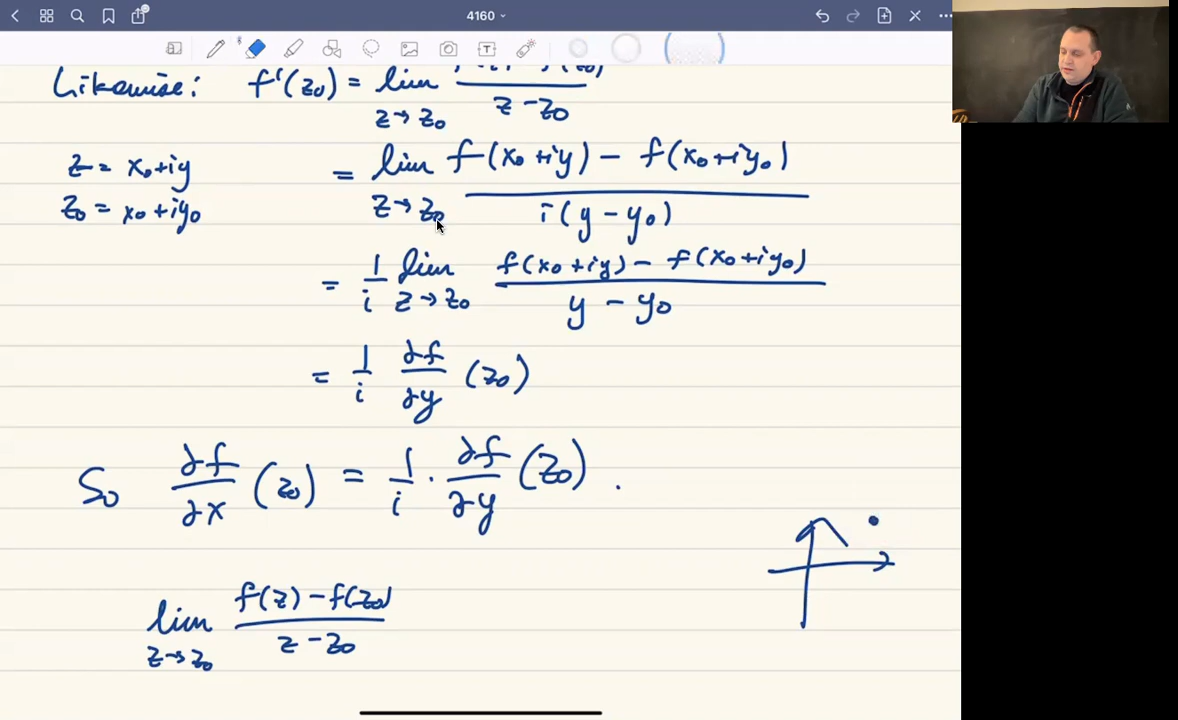 4160
Likewise: f'(z₀) = lim z→z₀ / z - z₀
z = x₀+iy
z₀ = x₀+iy₀
= lim z→z₀ f(x₀+iy) - f(x₀+iy₀) / i(y - y₀)
= 1/i lim z→z₀ f(x₀+iy) - f(x₀+iy₀) / y - y₀
= 1/i ∂f/∂y (z₀)
So ∂f/∂x (z₀) = 1/i · ∂f/∂y (z₀).
lim z→z₀ f(z) - f(z₀) / z - z₀